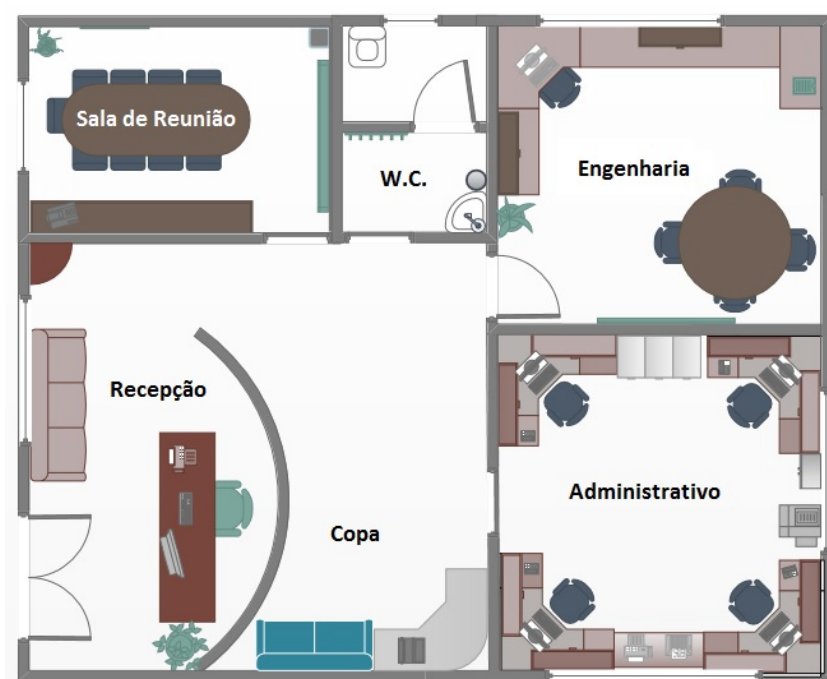 Sala de Reunião
W.C.
Engenharia
Recepção
Administrativo
Copa